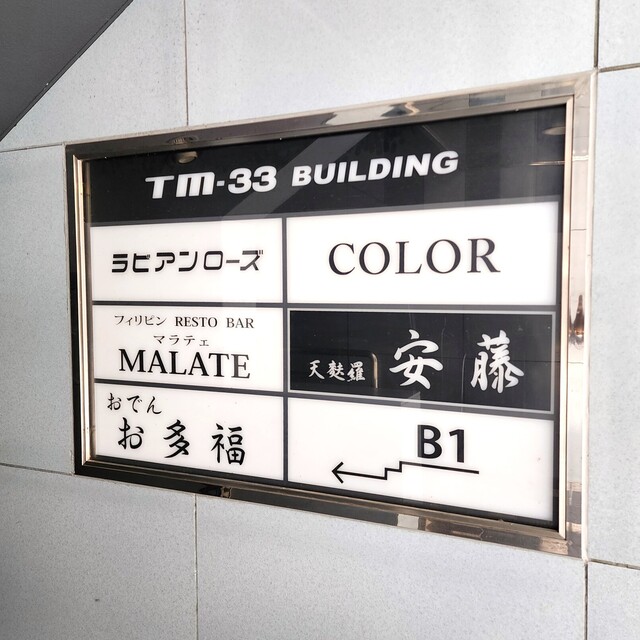 TM-33 BUILDING
ラビアンローズ
COLOR
フィリピン RESTO BAR
マラテェ
MALATE
天麩羅 安藤
おでん
お多福
B1